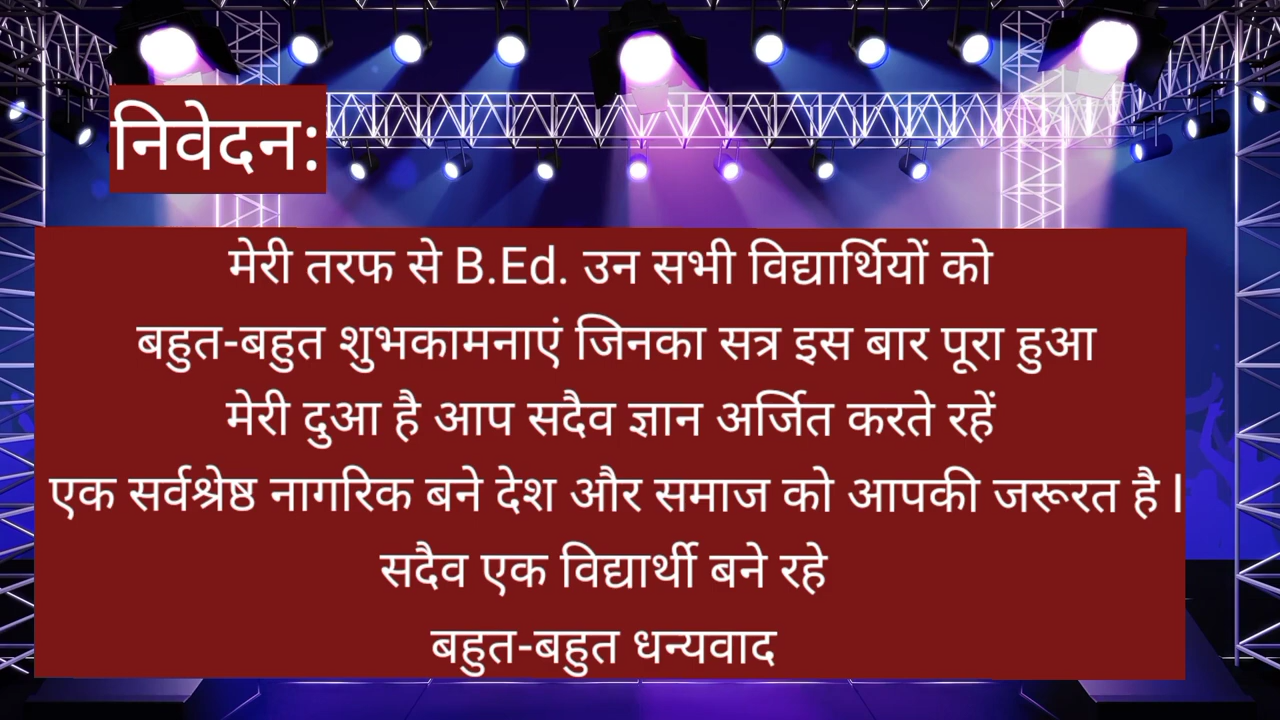 निवेदन:
मेरी तरफ से B.Ed. उन सभी विद्यार्थियों को
बहुत-बहुत शुभकामनाएं जिनका सत्र इस बार पूरा हुआ
मेरी दुआ है आप सदैव ज्ञान अर्जित करते रहें
एक सर्वश्रेष्ठ नागरिक बने देश और समाज को आपकी जरूरत है l
सदैव एक विद्यार्थी बने रहे
बहुत-बहुत धन्यवाद